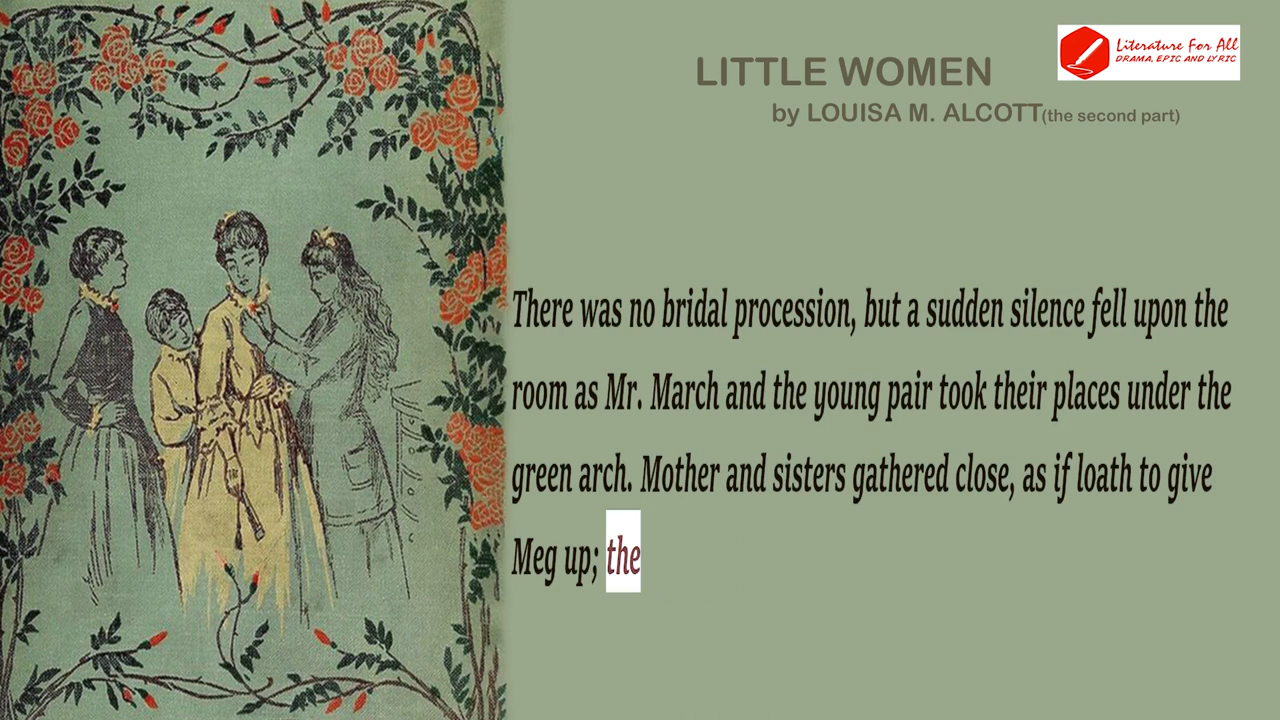 LITTLE WOMEN
by LOUISA M. ALCOTT(the second part)
Literature For All
DRAMA, EPIC AND LYRIC
There was no bridal procession, but a sudden silence fell upon the
room as Mr. March and the young pair took their places under the
green arch. Mother and sisters gathered close, as if loath to give
Meg up; the